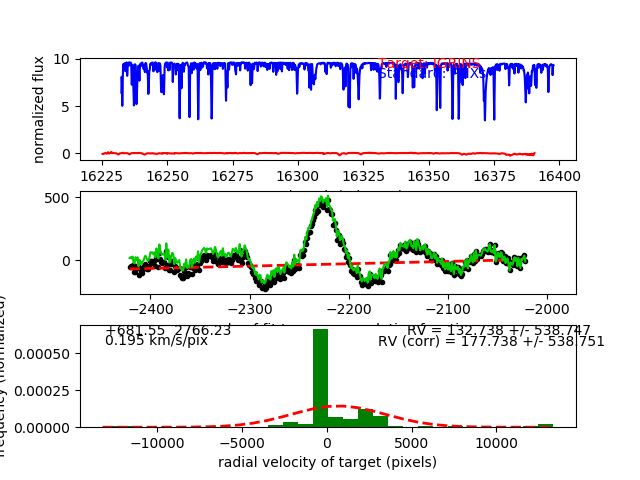 10
Target: IGRINS
Standard: PHXs
5
0
normalized flux
16225 16250 16275 16300 16325 16350 16375 16400
500
0
−2400 −2300 −2200 −2100 −2000
+681.55 2766.23
RV = 132.738 +/- 538.747
0.195 km/s/pix
RV (corr) = 177.738 +/- 538.751
0.00050
0.00025
0.00000
frequency (normalized)
−10000 −5000 0 5000 10000
radial velocity of target (pixels)